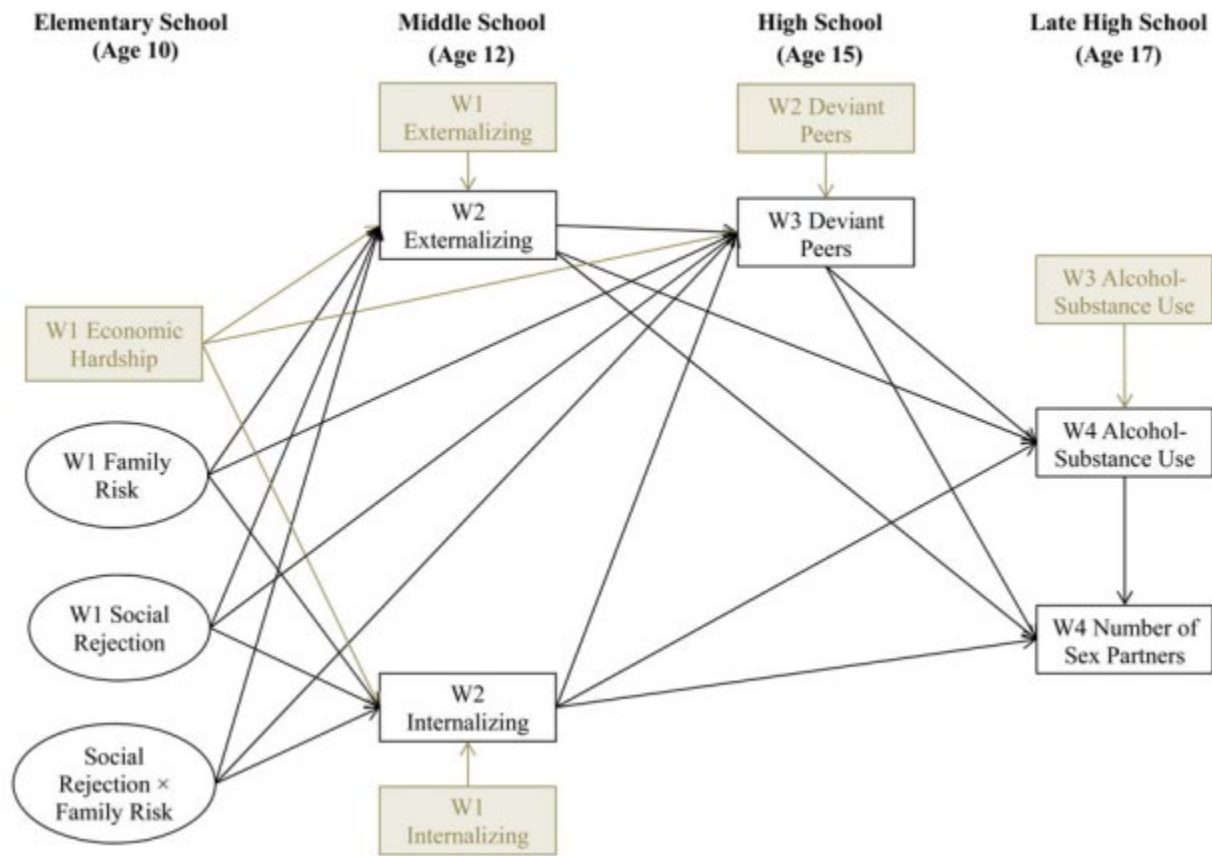 Elementary School
(Age 10)
Middle School
(Age 12)
High School
(Age 15)
Late High School
(Age 17)
W1
Externalizing
W2 Deviant
Peers
W2
Externalizing
W3 Deviant
Peers
W3 Alcohol-
Substance Use
W1 Economic
Hardship
W4 Alcohol-
Substance Use
W1 Family
Risk
W1 Social
Rejection
W4 Number of
Sex Partners
W2
Internalizing
Social
Rejection ×
Family Risk
W1
Internalizing